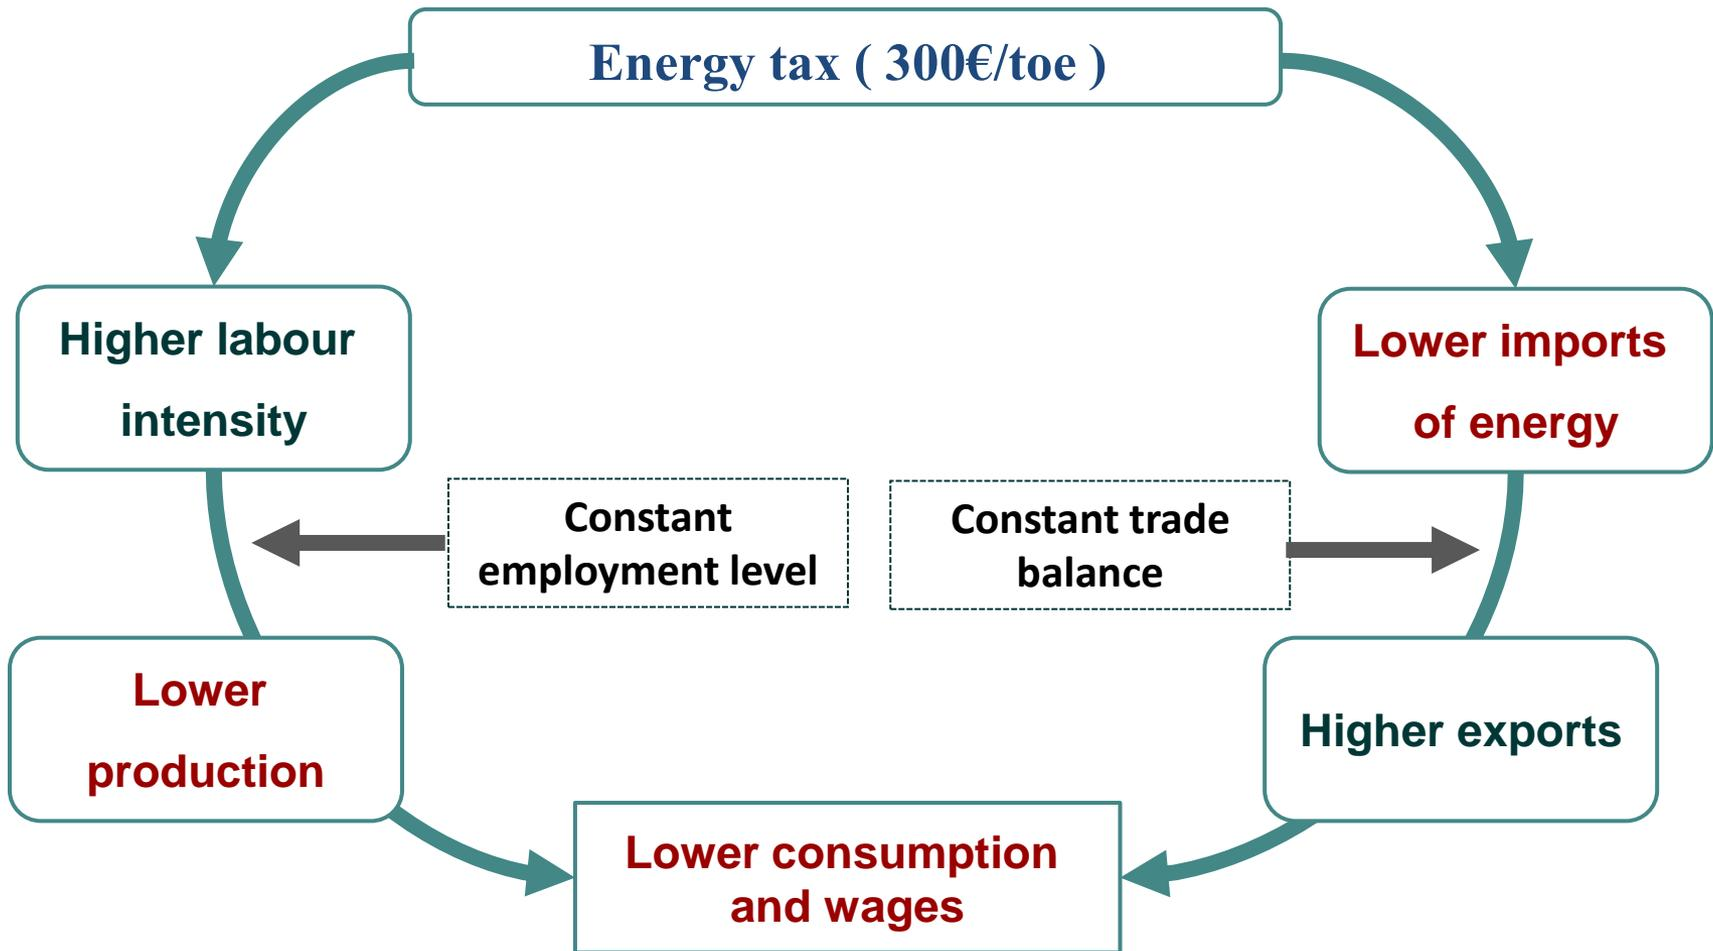 Energy tax ( 300€/toe )
Higher labour
intensity
Lower imports
of energy
Constant
employment level
Constant trade
balance
Lower
production
Higher exports
Lower consumption
and wages